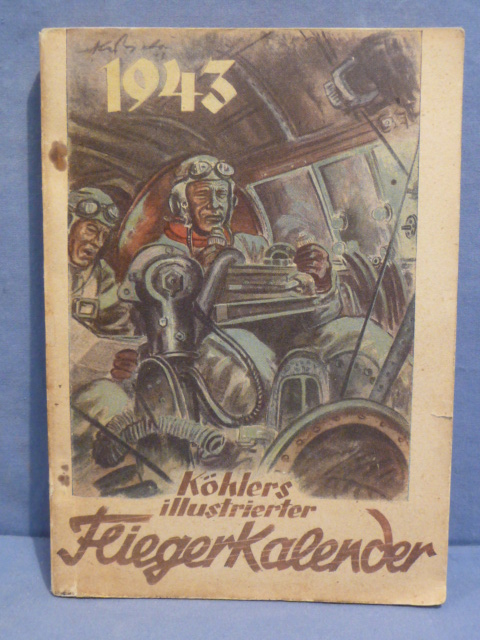 1943
Köhlers
illustrierter
FliegerKalender